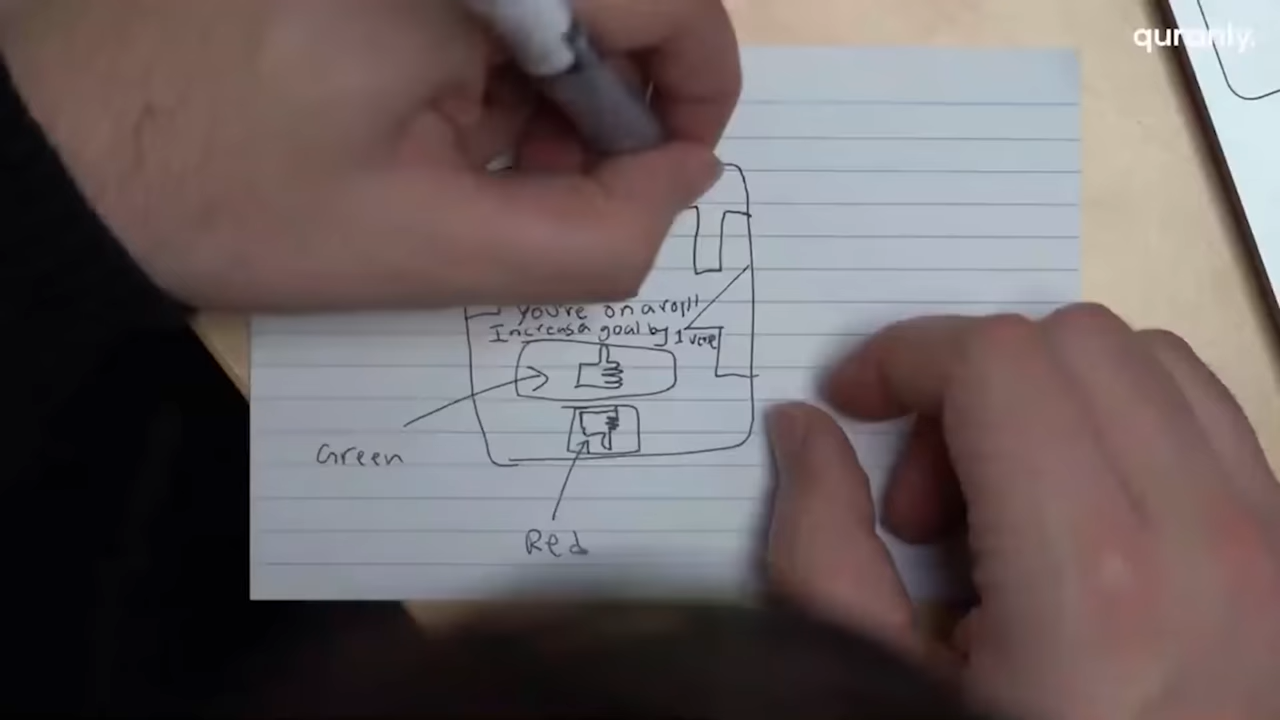 quranly.
You're on a roll!!
Increase a goal by 1 verse
Green
Red